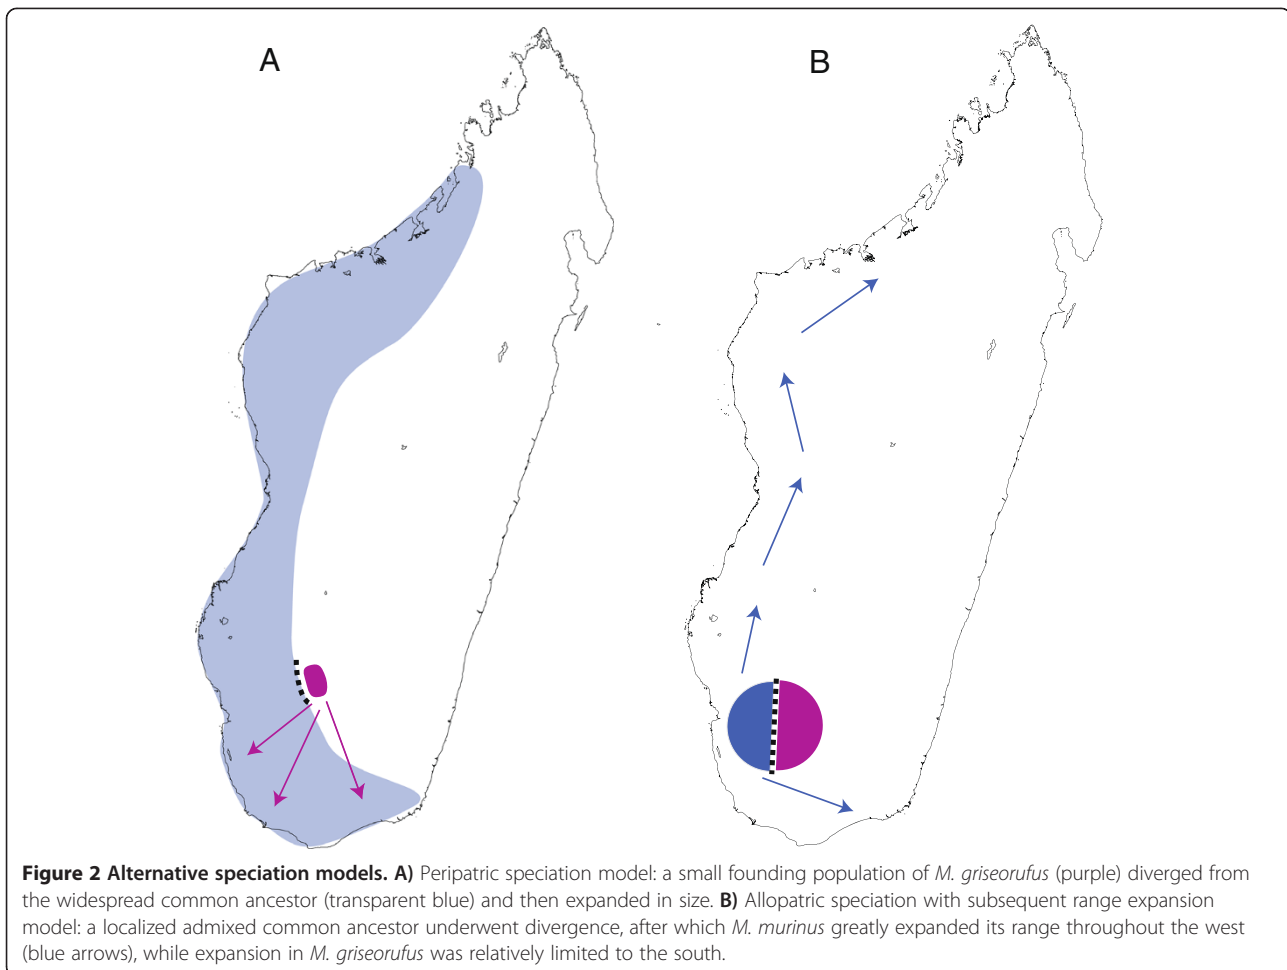 A
B
Figure 2 Alternative speciation models. A) Peripatric speciation model: a small founding population of M. griseorufus (purple) diverged from
the widespread common ancestor (transparent blue) and then expanded in size. B) Allopatric speciation with subsequent range expansion
model: a localized admixed common ancestor underwent divergence, after which M. murinus greatly expanded its range throughout the west
(blue arrows), while expansion in M. griseorufus was relatively limited to the south.